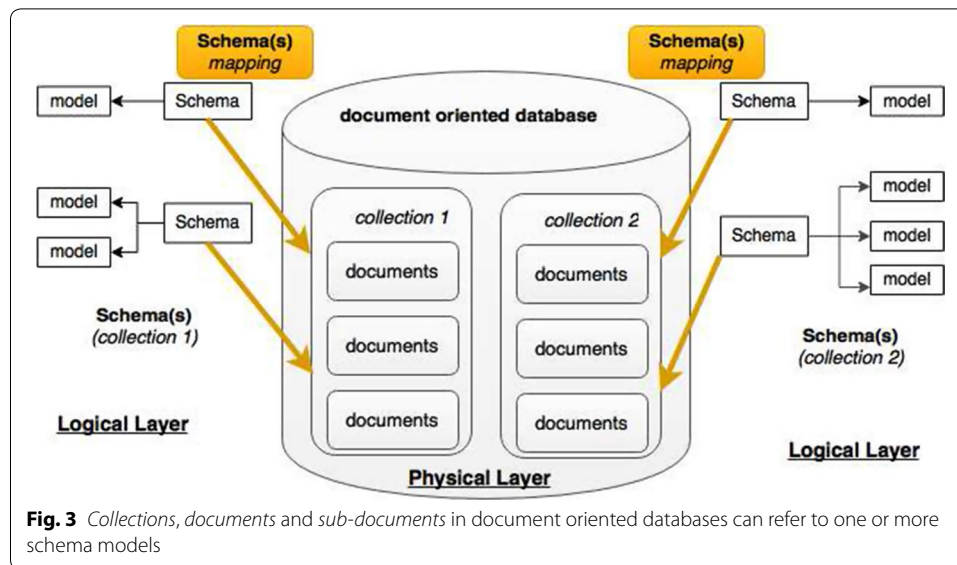 Schema(s)
mapping
Schema(s)
mapping
model
Schema
document oriented database
Schema
model
model
model
Schema
collection 1
collection 2
Schema
model
model
model
documents
documents
documents
documents
documents
documents
Schema(s)
(collection 1)
Schema(s)
(collection 2)
Logical Layer
Physical Layer
Logical Layer
Fig. 3 Collections, documents and sub-documents in document oriented databases can refer to one or more
schema models